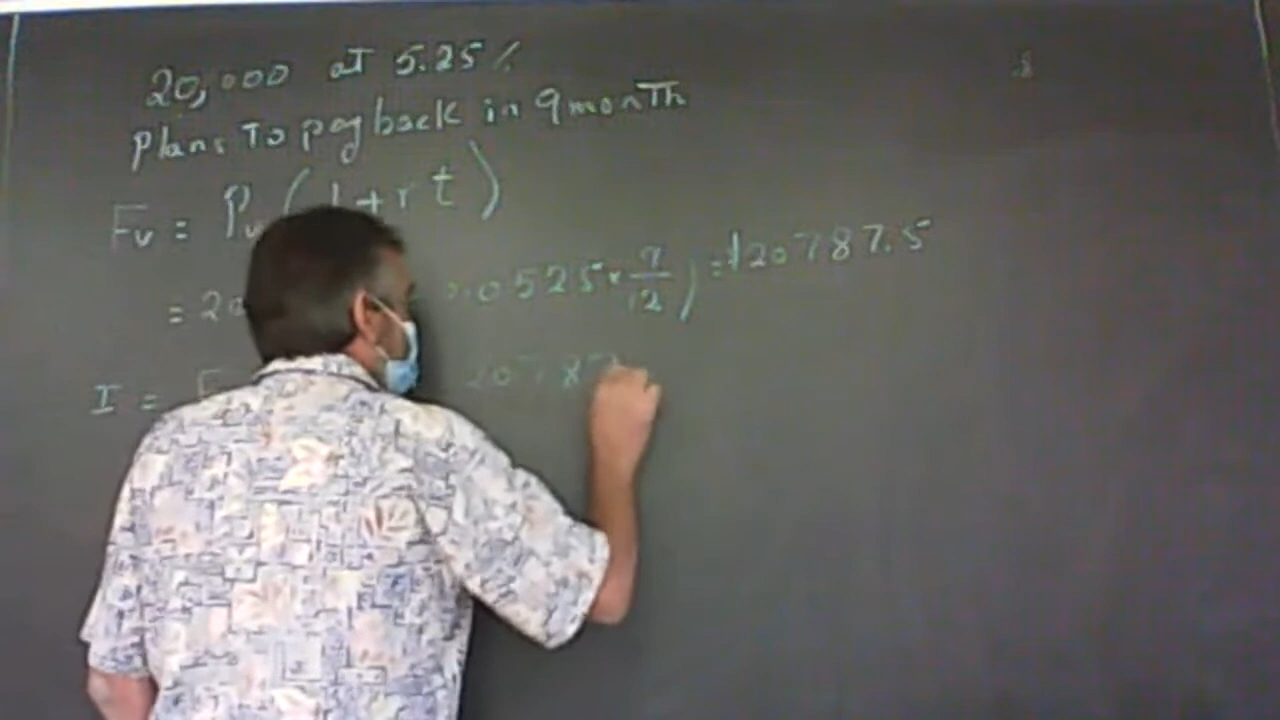 20,000 at 5.25%
Plans To pay back in 9 monTh
Fv = Pv (1+rt)
= 20 .0525 × 9/12) = $20787.5
I = F 2078